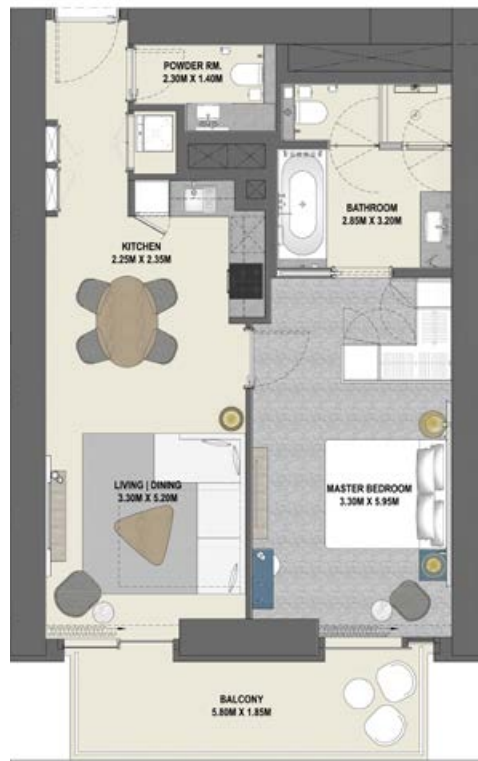 POWDER RM.
2.30M X 1.40M
BATHROOM
2.85M X 3.20M
KITCHEN
2.25M X 2.35M
LIVING | DINING
3.30M X 5.20M
MASTER BEDROOM
3.30M X 5.95M
BALCONY
5.80M X 1.85M